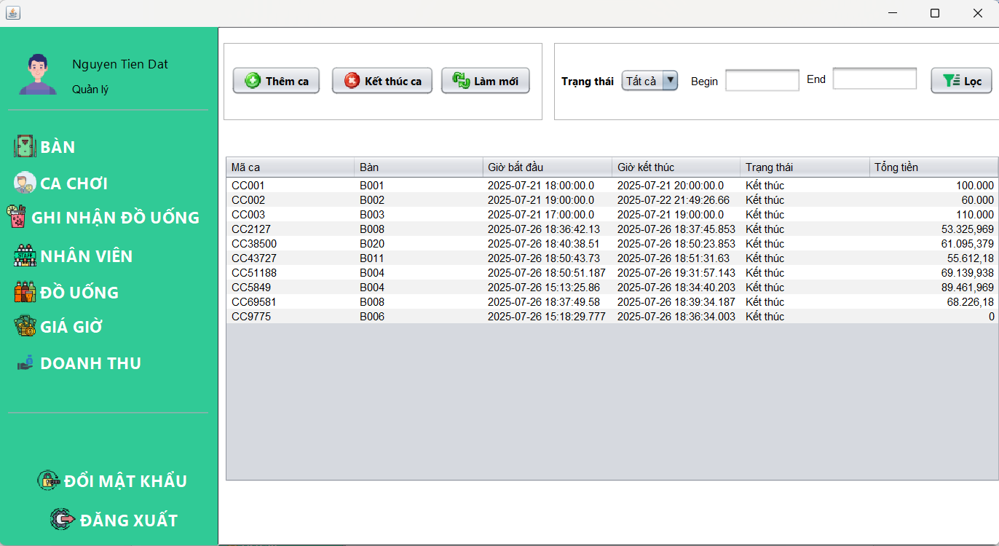 Nguyen Tien Dat
Quản lý
BÀN
CA CHƠI
GHI NHẬN ĐỒ UỐNG
STAFF NHÂN VIÊN
ĐỒ UỐNG
GIÁ GIỜ
DOANH THU
ĐỔI MẬT KHẨU
ĐĂNG XUẤT
Thêm ca Kết thúc ca Làm mới
Trạng thái Tất cả Begin End Lọc
Mã ca Bàn Giờ bắt đầu Giờ kết thúc Trạng thái Tổng tiền
CC001 B001 2025-07-21 18:00:00.0 2025-07-21 20:00:00.0 Kết thúc 100.000
CC002 B002 2025-07-21 19:00:00.0 2025-07-22 21:49:26.66 Kết thúc 60.000
CC003 B003 2025-07-21 17:00:00.0 2025-07-21 19:00:00.0 Kết thúc 110.000
CC2127 B008 2025-07-26 18:36:42.13 2025-07-26 18:37:45.853 Kết thúc 53.325,969
CC38500 B020 2025-07-26 18:40:38.51 2025-07-26 18:50:23.853 Kết thúc 61.095,379
CC43727 B011 2025-07-26 18:50:43.73 2025-07-26 18:51:31.63 Kết thúc 55.612,18
CC51188 B004 2025-07-26 18:50:51.187 2025-07-26 19:31:57.143 Kết thúc 69.139,938
CC5849 B004 2025-07-26 15:13:25.86 2025-07-26 18:34:40.203 Kết thúc 89.461,969
CC69581 B008 2025-07-26 18:37:49.58 2025-07-26 18:39:34.187 Kết thúc 68.226,18
CC9775 B006 2025-07-26 15:18:29.777 2025-07-26 18:36:34.003 Kết thúc 0